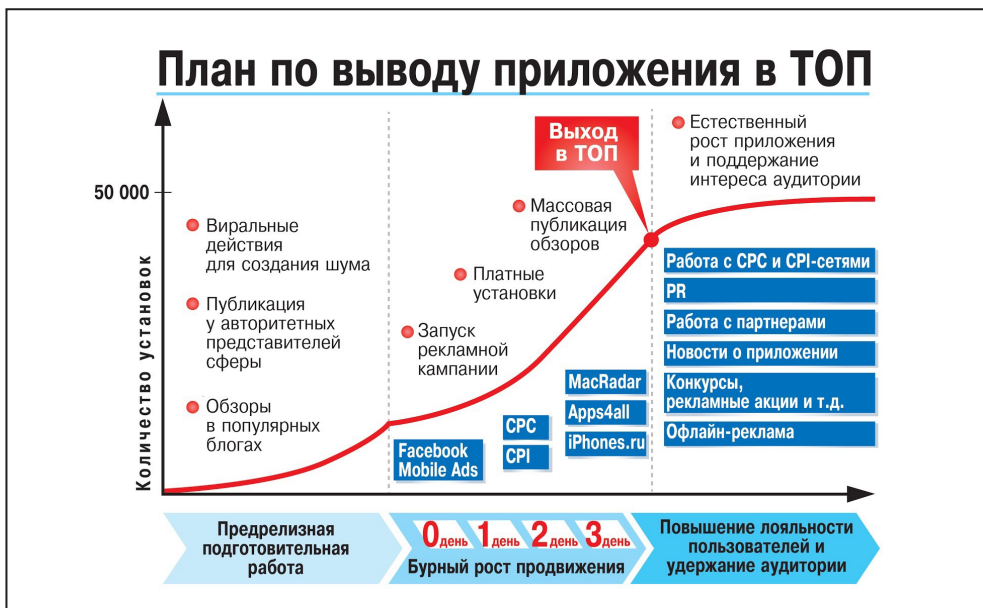 План по выводу приложения в ТОП
Количество установок
50 000
Виральные
действия
для создания шума
Публикация
у авторитетных
представителей
сферы
Обзоры
в популярных
блогах
Запуск
рекламной
кампании
Платные
установки
Массовая
публикация
обзоров
Выход
в ТОП
Естественный
рост приложения
и поддержание
интереса аудитории
Facebook
Mobile Ads
CPC
CPI
MacRadar
Apps4all
iPhones.ru
Работа с CPC и CPI-сетями
PR
Работа с партнерами
Новости о приложении
Конкурсы,
рекламные акции и т.д.
Офлайн-реклама
Предрелизная
подготовительная
работа
0 день 1 день 2 день 3 день
Бурный рост продвижения
Повышение лояльности
пользователей и
удержание аудитории